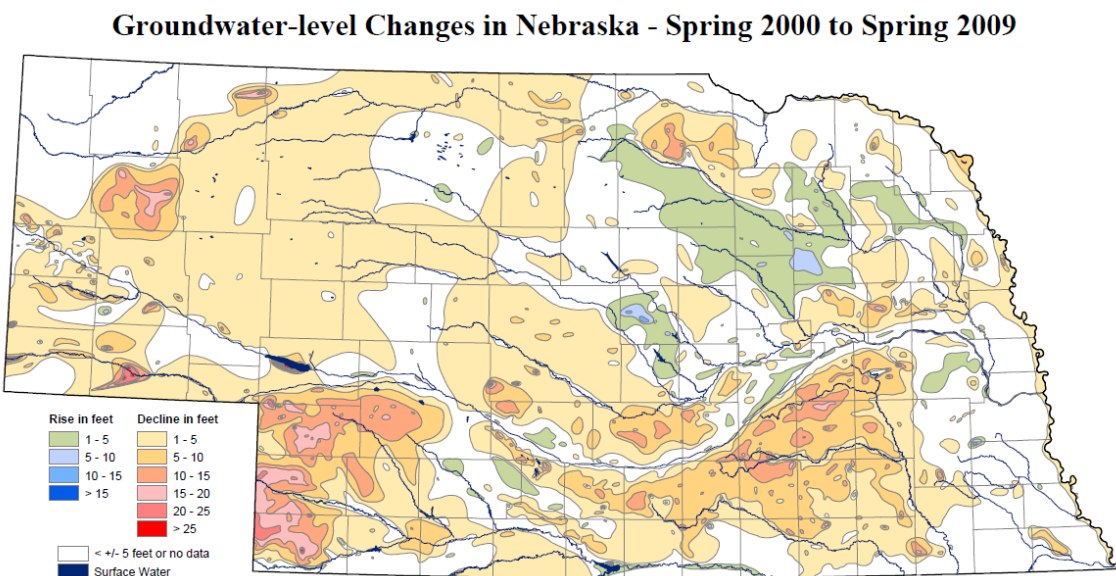 Groundwater-level Changes in Nebraska - Spring 2000 to Spring 2009
Rise in feet
1 - 5
5 - 10
10 - 15
> 15
Decline in feet
1 - 5
5 - 10
10 - 15
15 - 20
20 - 25
> 25
< +/- 5 feet or no data
Surface Water